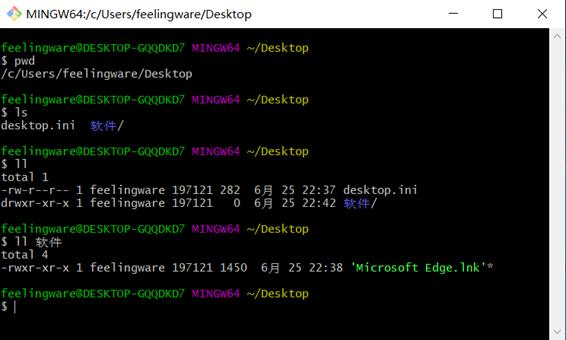 MINGW64:/c/Users/feelingware/Desktop
feelingware@DESKTOP-GQQDKD7 MINGW64 ~/Desktop
$ pwd
/c/Users/feelingware/Desktop
feelingware@DESKTOP-GQQDKD7 MINGW64 ~/Desktop
$ ls
desktop.ini  软件/
feelingware@DESKTOP-GQQDKD7 MINGW64 ~/Desktop
$ ll
total 1
-rw-r--r-- 1 feelingware 197121 282  6月 25 22:37 desktop.ini
drwxr-xr-x 1 feelingware 197121   0  6月 25 22:42 软件/
feelingware@DESKTOP-GQQDKD7 MINGW64 ~/Desktop
$ ll 软件
total 4
-rwxr-xr-x 1 feelingware 197121 1450  6月 25 22:38 'Microsoft Edge.lnk'*
feelingware@DESKTOP-GQQDKD7 MINGW64 ~/Desktop
$